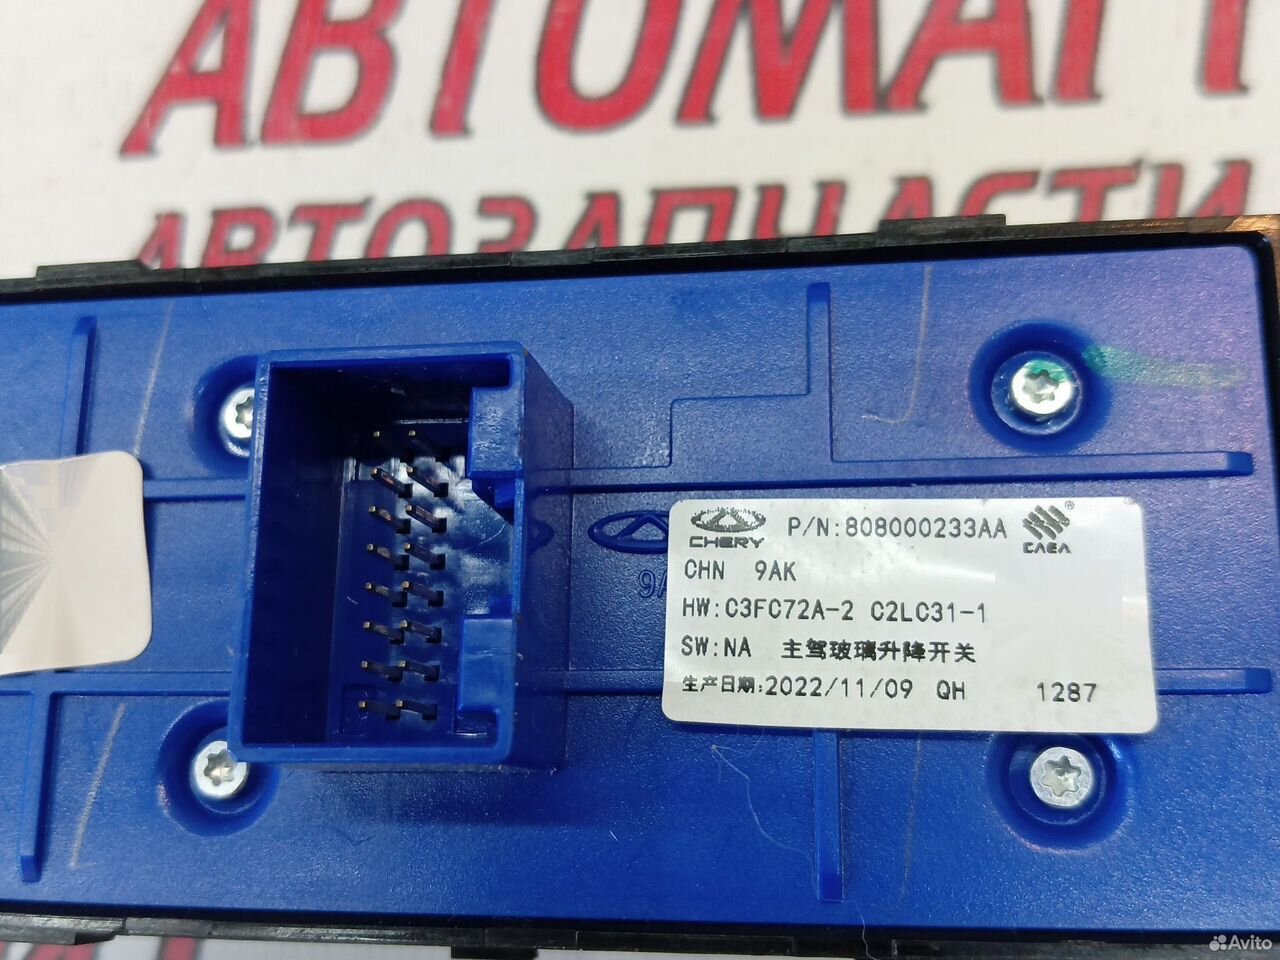 АВТОМАГ
АВТОЗАПЧАСТИ
CHERY P/N:808000233AA CAEA
CHN 9AK
HW:C3FC72A-2 C2LC31-1
SW:NA 主驾玻璃升降开关
生产日期:2022/11/09 QH 1287
Avito